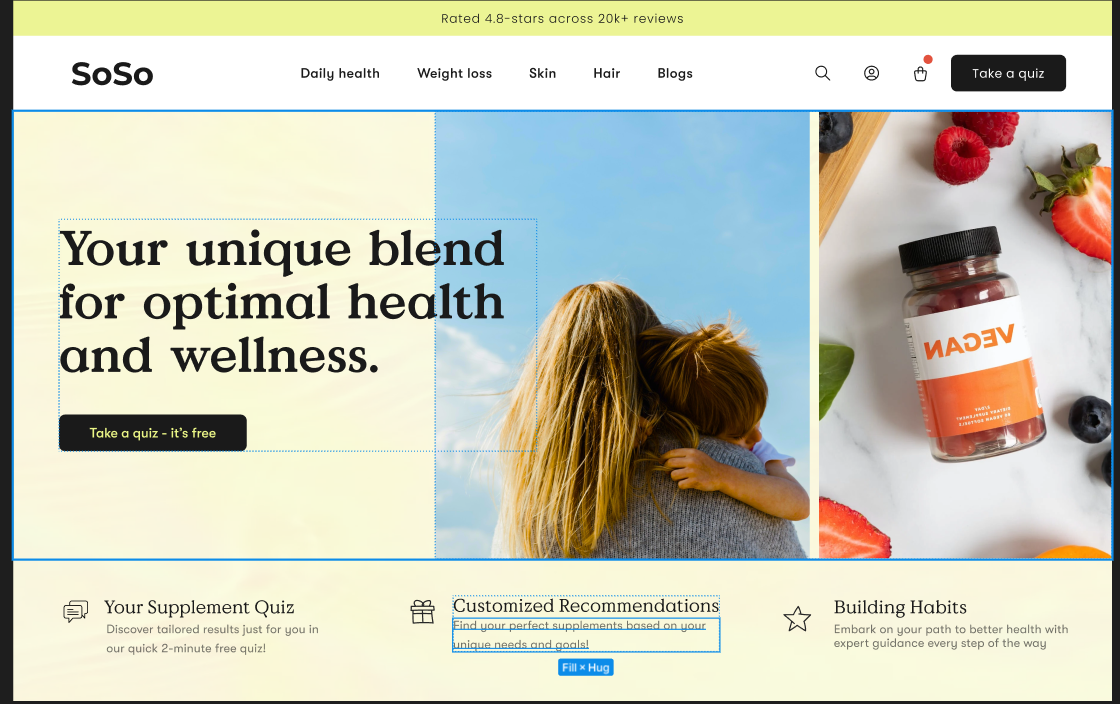 Rated 4.8-stars across 20k+ reviews
SoSo
Daily health
Weight loss
Skin
Hair
Blogs
Take a quiz
Your unique blend
for optimal health
and wellness.
Take a quiz - it's free
VEGAN
DIETARY SUPPLEMENT
Your Supplement Quiz
Discover tailored results just for you in
our quick 2-minute free quiz!
Customized Recommendations
Find your perfect supplements based on your
unique needs and goals!
Fill × Hug
Building Habits
Embark on your path to better health with
expert guidance every step of the way